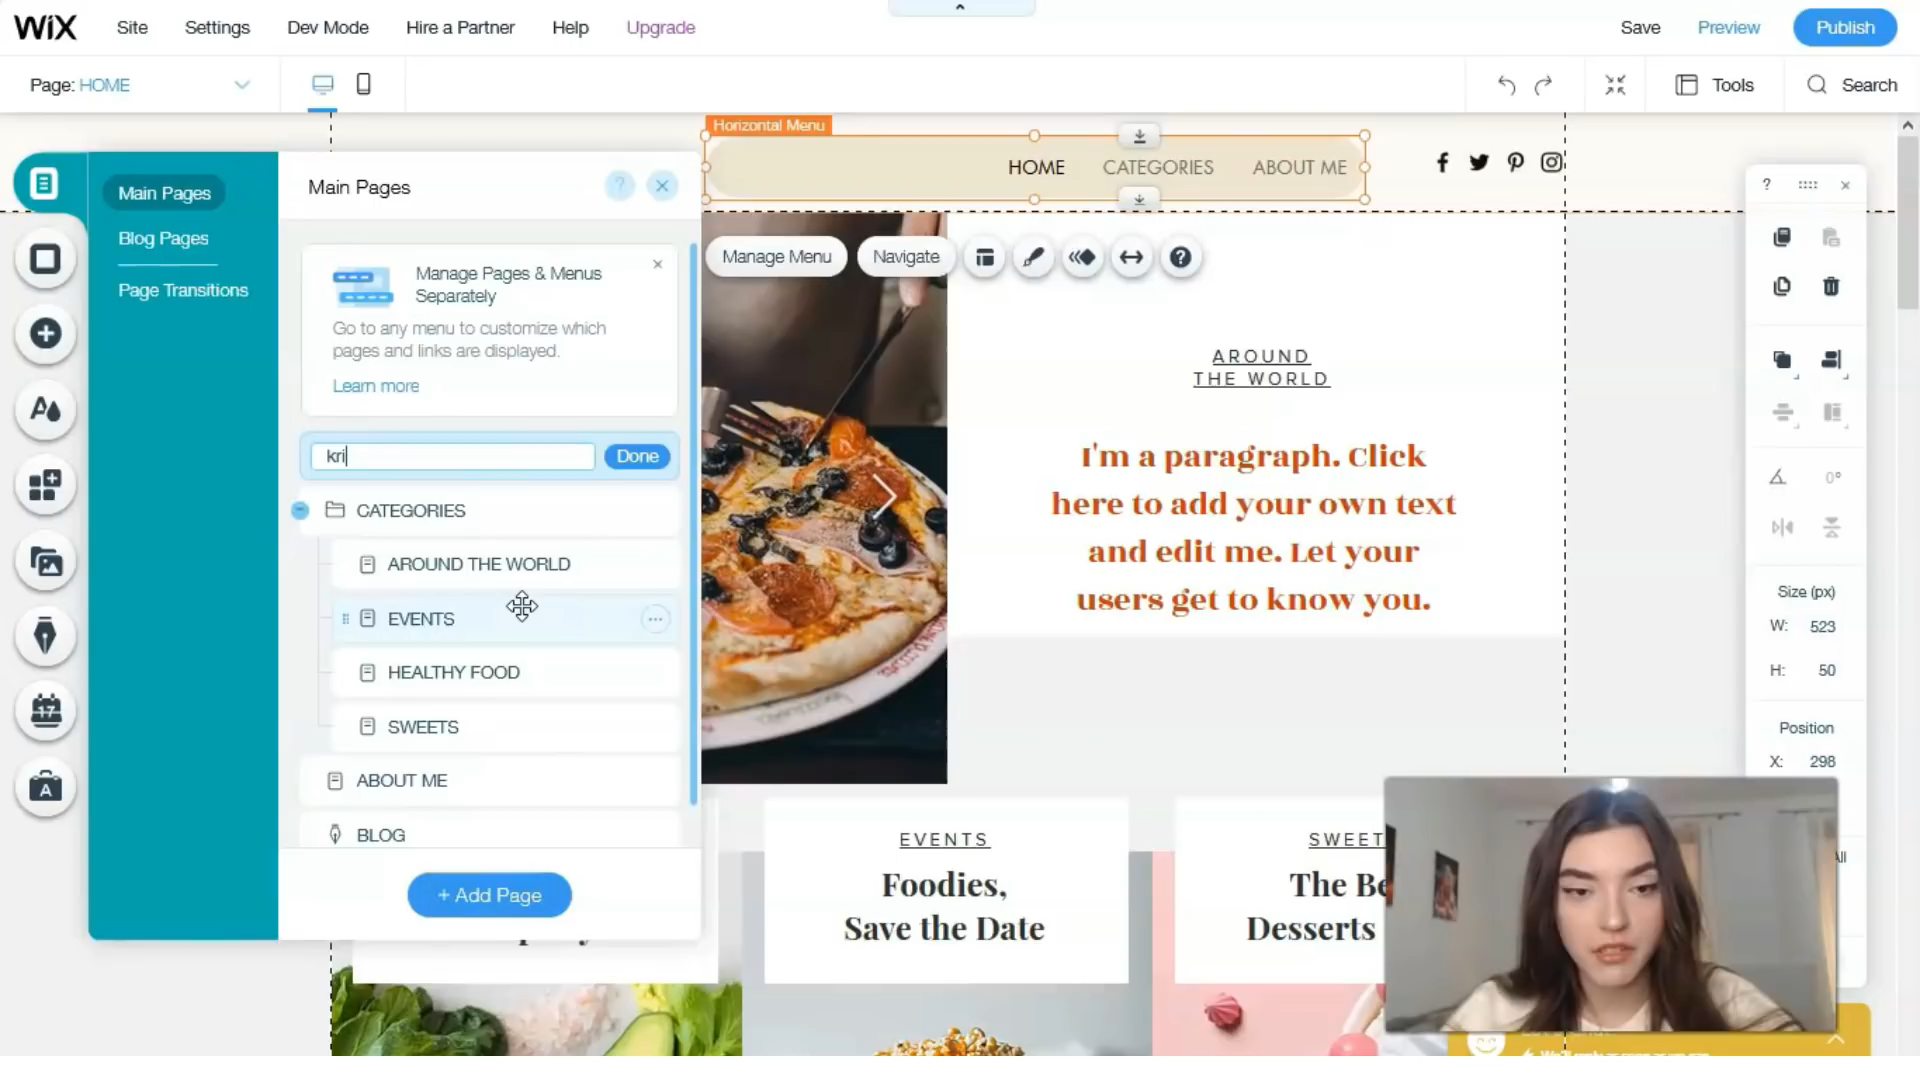 WiX
Site
Settings
Dev Mode
Hire a Partner
Help
Upgrade
Save
Preview
Publish
Page: HOME
Tools
Search
Horizontal Menu
HOME
CATEGORIES
ABOUT ME
Main Pages
Blog Pages
Page Transitions
Main Pages
?
Manage Pages & Menus
Separately
Go to any menu to customize which
pages and links are displayed.
Learn more
kri
Done
CATEGORIES
AROUND THE WORLD
EVENTS
HEALTHY FOOD
SWEETS
ABOUT ME
BLOG
+ Add Page
Manage Menu
Navigate
?
AROUND
THE WORLD
I'm a paragraph. Click
here to add your own text
and edit me. Let your
users get to know you.
EVENTS
Foodies,
Save the Date
SWEET
The Be
Desserts
?
0°
Size (px)
W: 523
H: 50
Position
X: 298
17
A